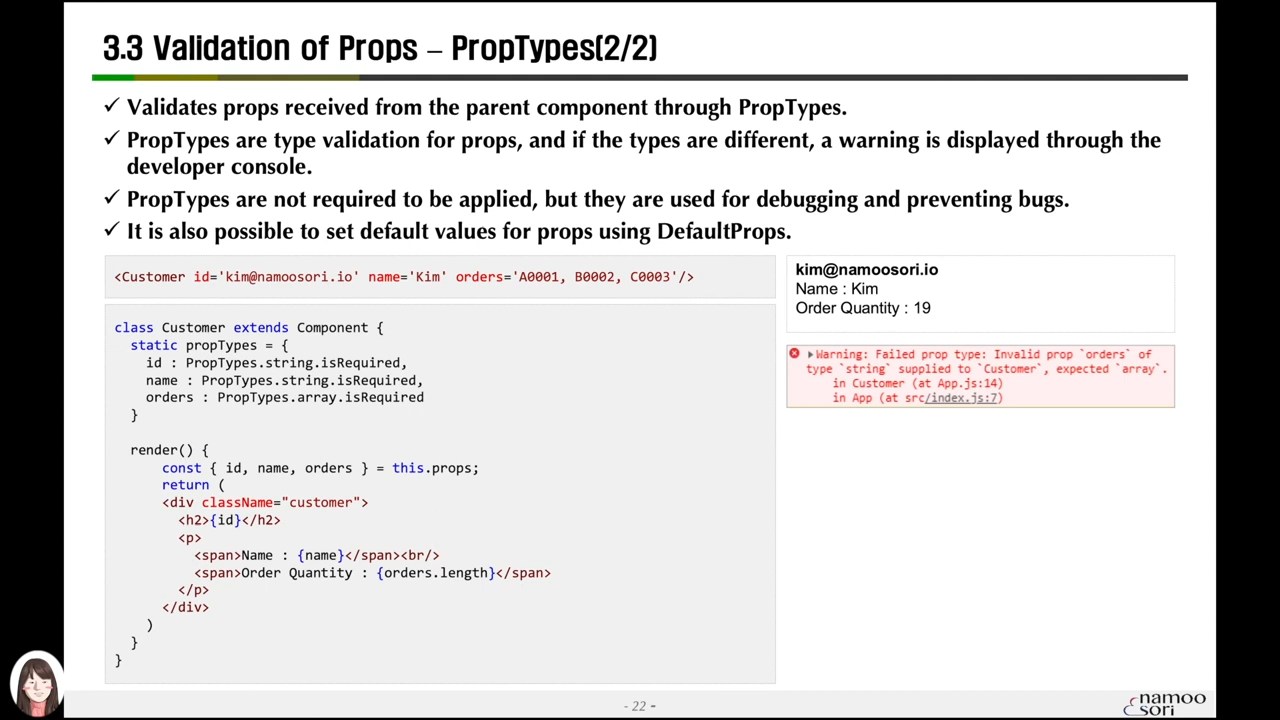 3.3 Validation of Props – PropTypes(2/2)
✓ Validates props received from the parent component through PropTypes.
✓ PropTypes are type validation for props, and if the types are different, a warning is displayed through the
developer console.
✓ PropTypes are not required to be applied, but they are used for debugging and preventing bugs.
✓ It is also possible to set default values for props using DefaultProps.
<Customer id='kim@namoosori.io' name='Kim' orders='A0001, B0002, C0003'/>
class Customer extends Component {
static propTypes = {
id : PropTypes.string.isRequired,
name : PropTypes.string.isRequired,
orders : PropTypes.array.isRequired
}
render() {
const { id, name, orders } = this.props;
return (
<div className="customer">
<h2>{id}</h2>
<p>
<span>Name : {name}</span><br/>
<span>Order Quantity : {orders.length}</span>
</p>
</div>
)
}
}
kim@namoosori.io
Name : Kim
Order Quantity : 19
Warning: Failed prop type: Invalid prop `orders` of
type `string` supplied to `Customer`, expected `array`.
in Customer (at App.js:14)
in App (at src/index.js:7)
- 22 -
namoo
sori